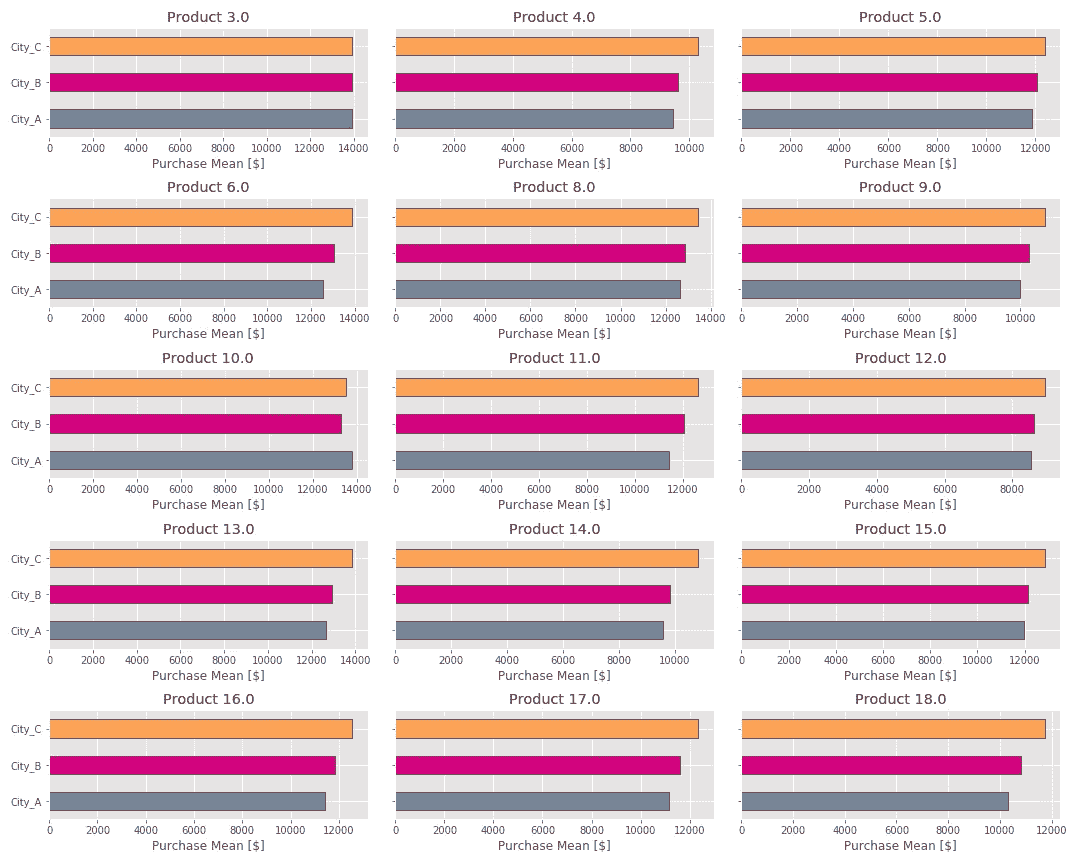 Product 3.0 Product 4.0 Product 5.0
City_C
City_B
City_A
0 2000 4000 6000 8000 10000 12000 14000 0 2000 4000 6000 8000 10000 0 2000 4000 6000 8000 10000 12000
Purchase Mean [$] Purchase Mean [$] Purchase Mean [$]
Product 6.0 Product 8.0 Product 9.0
City_C
City_B
City_A
0 2000 4000 6000 8000 10000 12000 14000 0 2000 4000 6000 8000 10000 12000 14000 0 2000 4000 6000 8000 10000
Purchase Mean [$] Purchase Mean [$] Purchase Mean [$]
Product 10.0 Product 11.0 Product 12.0
City_C
City_B
City_A
0 2000 4000 6000 8000 10000 12000 14000 0 2000 4000 6000 8000 10000 12000 0 2000 4000 6000 8000
Purchase Mean [$] Purchase Mean [$] Purchase Mean [$]
Product 13.0 Product 14.0 Product 15.0
City_C
City_B
City_A
0 2000 4000 6000 8000 10000 12000 14000 0 2000 4000 6000 8000 10000 0 2000 4000 6000 8000 10000 12000
Purchase Mean [$] Purchase Mean [$] Purchase Mean [$]
Product 16.0 Product 17.0 Product 18.0
City_C
City_B
City_A
0 2000 4000 6000 8000 10000 12000 0 2000 4000 6000 8000 10000 12000 0 2000 4000 6000 8000 10000 12000
Purchase Mean [$] Purchase Mean [$] Purchase Mean [$]